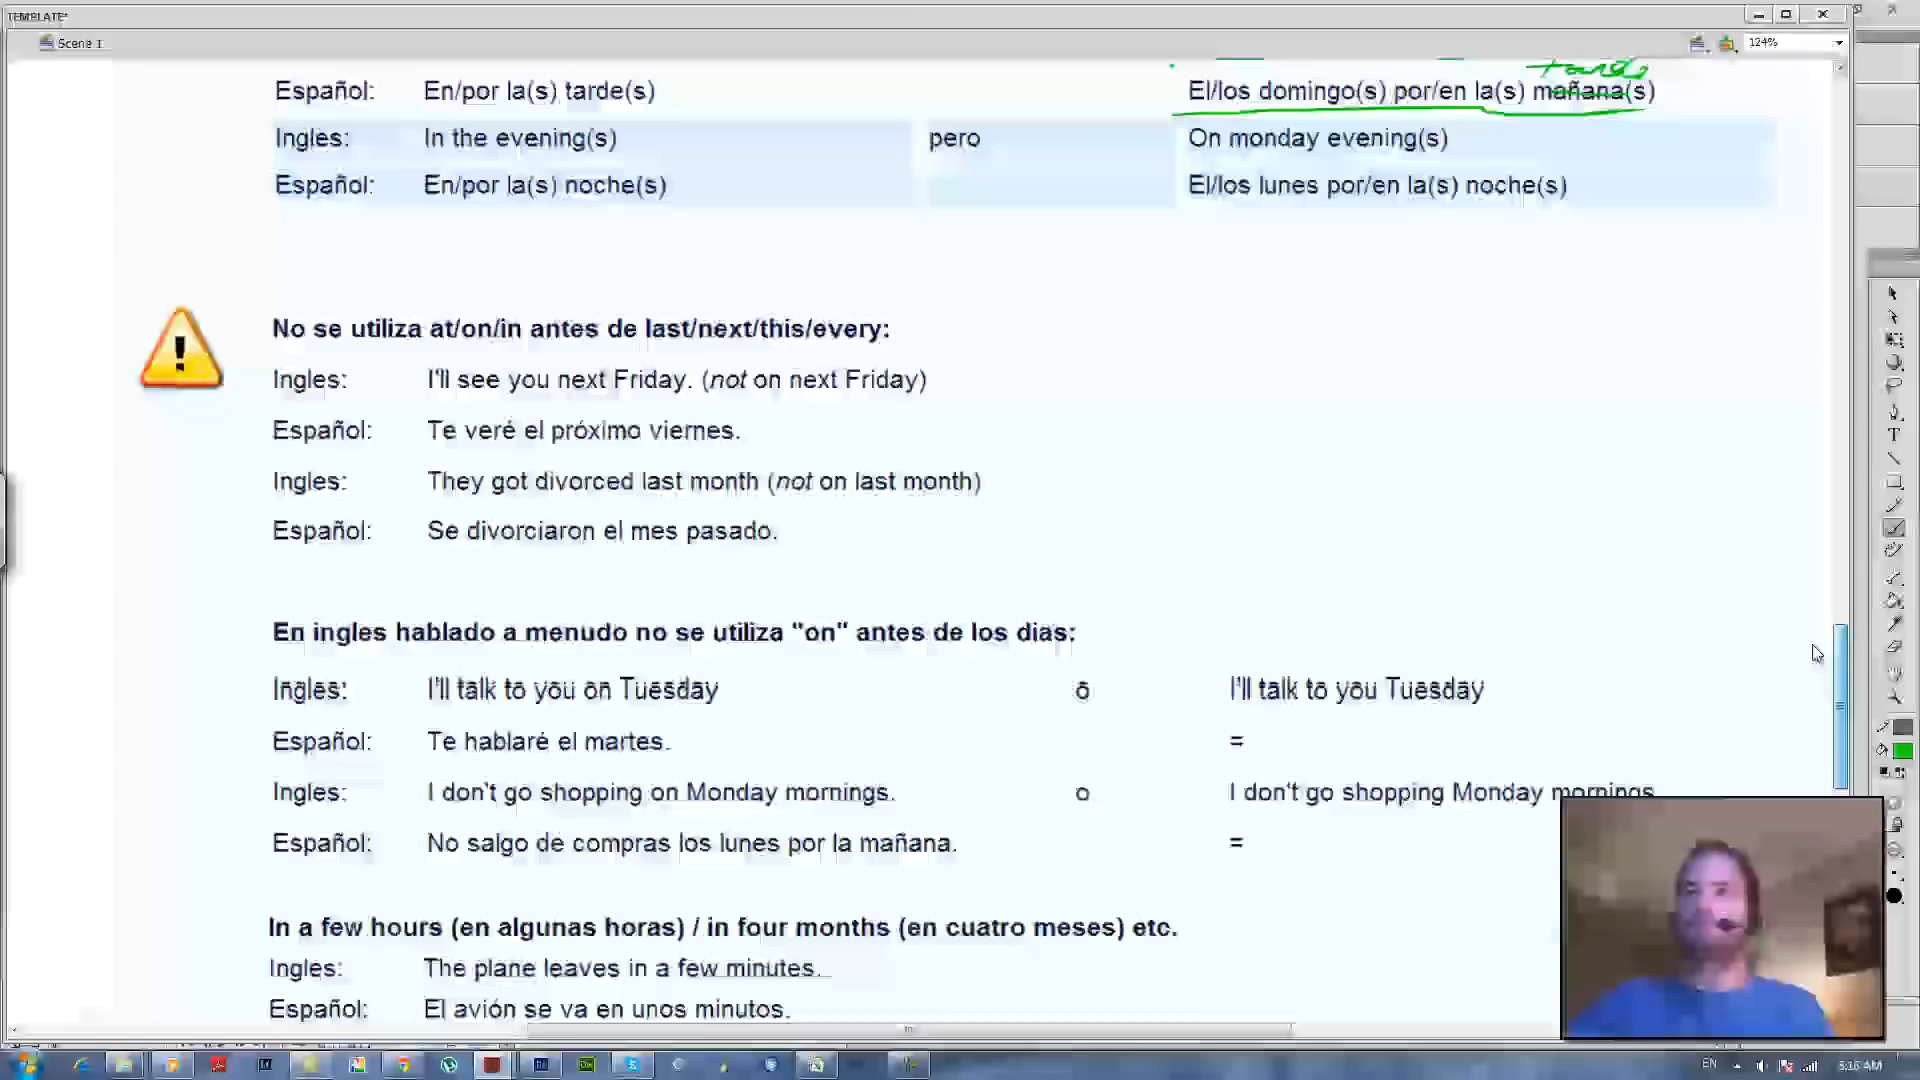 TEMPLATE*
Scene 1
124%
tarde
Español: En/por la(s) tarde(s) El/los domingo(s) por/en la(s) mañana(s)
Ingles: In the evening(s) pero On monday evening(s)
Español: En/por la(s) noche(s) El/los lunes por/en la(s) noche(s)
No se utiliza at/on/in antes de last/next/this/every:
Ingles: I'll see you next Friday. (not on next Friday)
Español: Te veré el próximo viernes.
Ingles: They got divorced last month (not on last month)
Español: Se divorciaron el mes pasado.
En ingles hablado a menudo no se utiliza "on" antes de los dias:
Ingles: I'll talk to you on Tuesday o I'll talk to you Tuesday
Español: Te hablaré el martes. =
Ingles: I don't go shopping on Monday mornings. o I don't go shopping Monday mornings
Español: No salgo de compras los lunes por la mañana. =
In a few hours (en algunas horas) / in four months (en cuatro meses) etc.
Ingles: The plane leaves in a few minutes.
Español: El avión se va en unos minutos.
EN